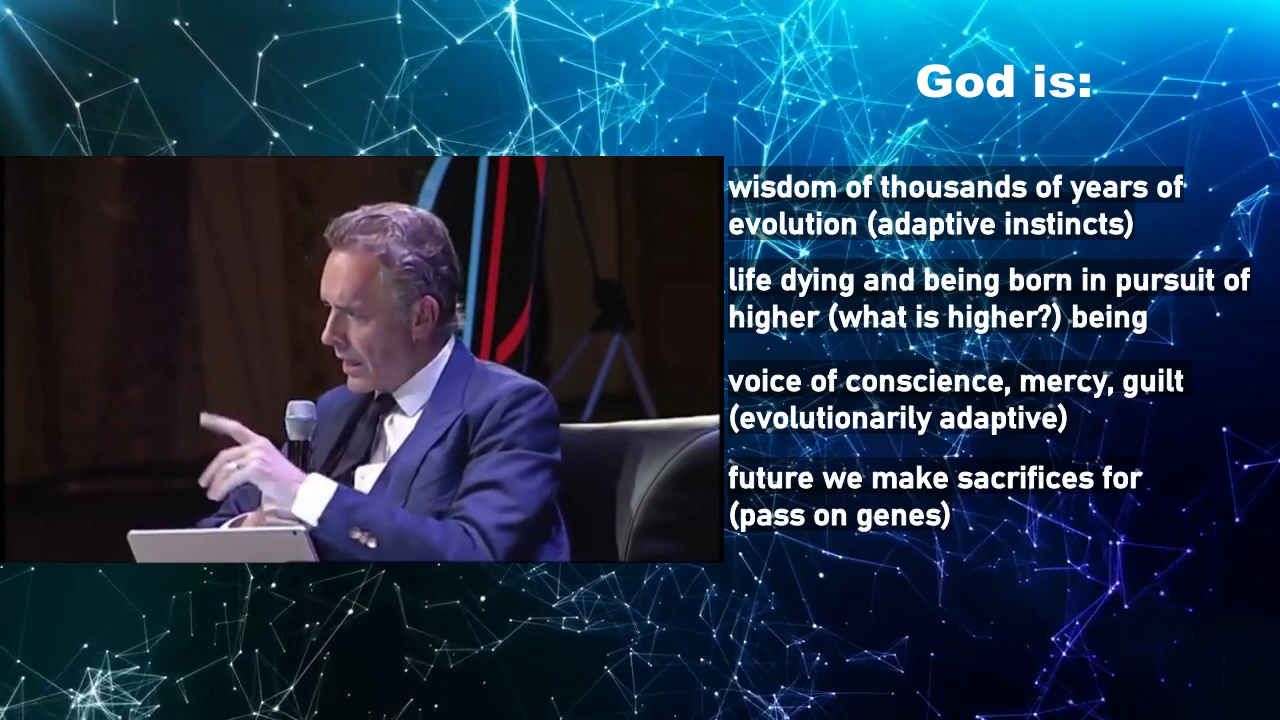 God is:
wisdom of thousands of years of
evolution (adaptive instincts)
life dying and being born in pursuit of
higher (what is higher?) being
voice of conscience, mercy, guilt
(evolutionarily adaptive)
future we make sacrifices for
(pass on genes)